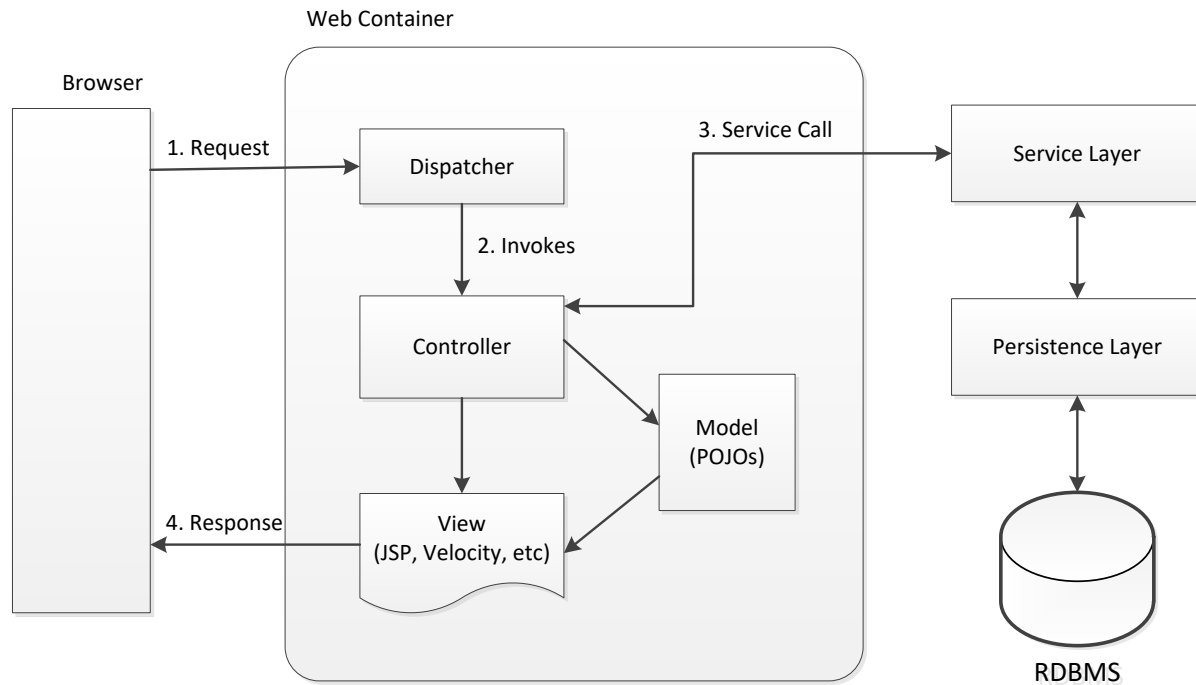 Web Container
Browser
1. Request
3. Service Call
Dispatcher
Service Layer
2. Invokes
Controller
Persistence Layer
Model
(POJOs)
4. Response
View
(JSP, Velocity, etc)
RDBMS